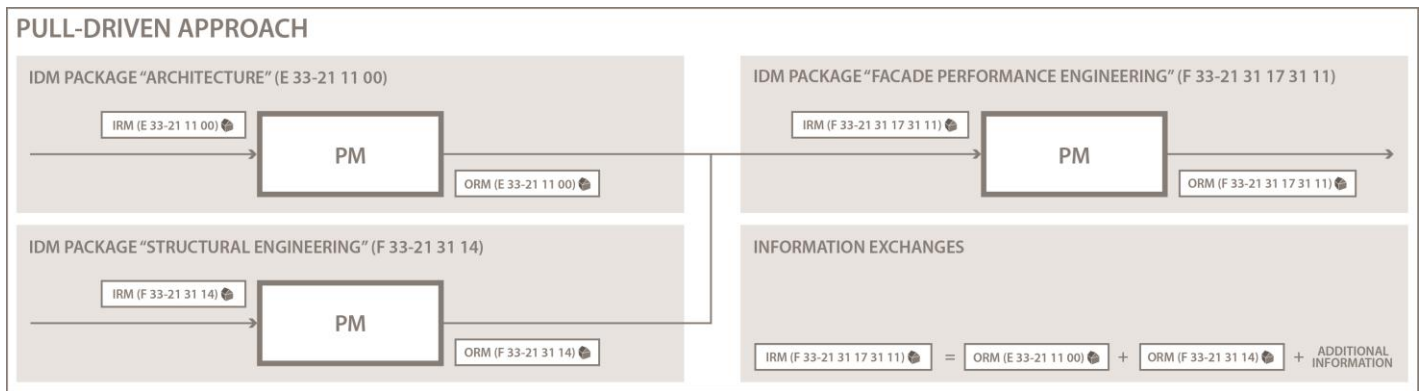 PULL-DRIVEN APPROACH
IDM PACKAGE “ARCHITECTURE” (E 33-21 11 00)
IRM (E 33-21 11 00)
PM
ORM (E 33-21 11 00)
IDM PACKAGE “FACADE PERFORMANCE ENGINEERING” (F 33-21 31 17 31 11)
IRM (F 33-21 31 17 31 11)
PM
ORM (F 33-21 31 17 31 11)
IDM PACKAGE “STRUCTURAL ENGINEERING” (F 33-21 31 14)
IRM (F 33-21 31 14)
PM
ORM (F 33-21 31 14)
INFORMATION EXCHANGES
IRM (F 33-21 31 17 31 11) = ORM (E 33-21 11 00) + ORM (F 33-21 31 14) + ADDITIONAL
INFORMATION